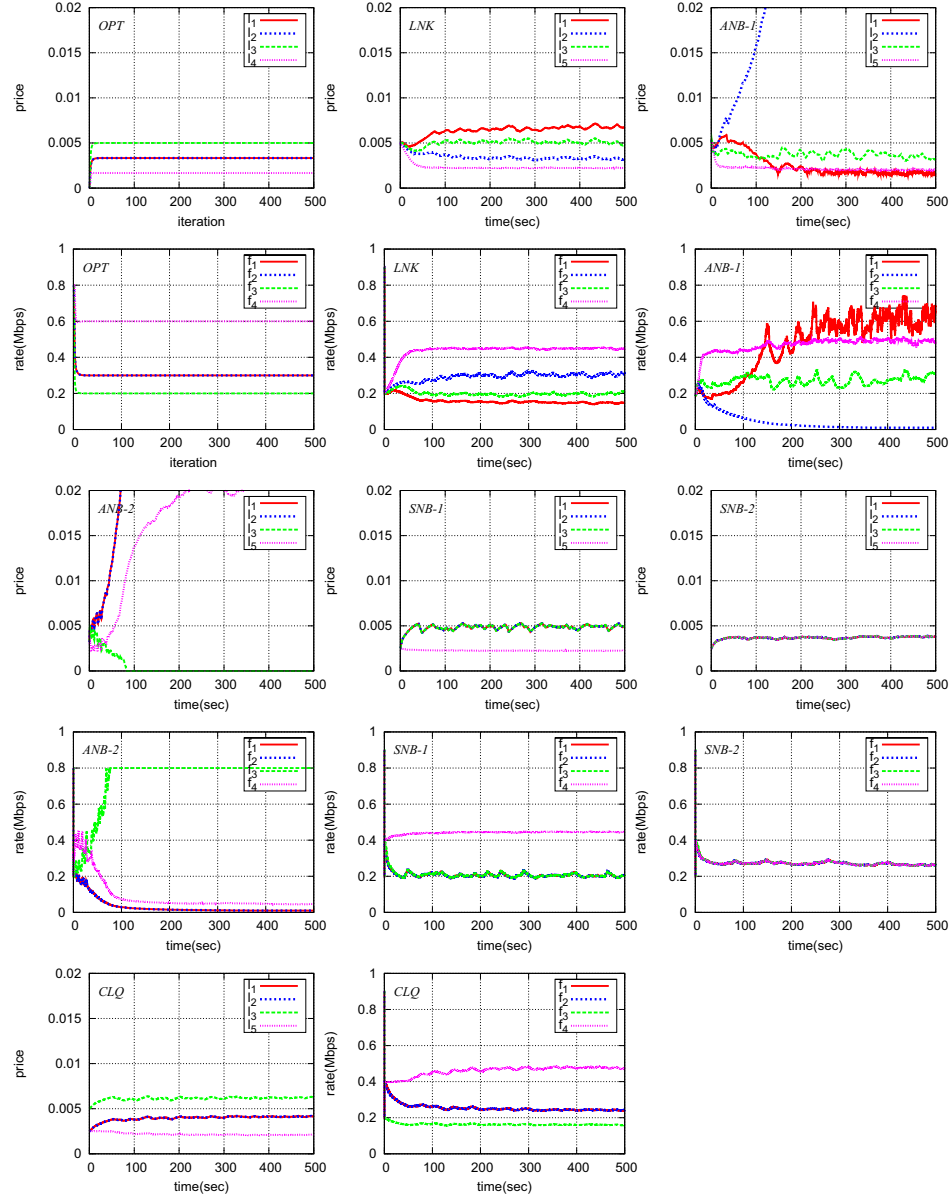 OPT
l1
l2
l3
l4
price
0.02
0.015
0.01
0.005
0
0 100 200 300 400 500
iteration
LNK
l1
l2
l3
l5
price
0.02
0.015
0.01
0.005
0
0 100 200 300 400 500
time(sec)
ANB-1
l1
l2
l3
l5
price
0.02
0.015
0.01
0.005
0
0 100 200 300 400 500
time(sec)
OPT
f1
f2
f3
f4
rate(Mbps)
1
0.8
0.6
0.4
0.2
0
0 100 200 300 400 500
iteration
LNK
f1
f2
f3
f4
rate(Mbps)
1
0.8
0.6
0.4
0.2
0
0 100 200 300 400 500
time(sec)
ANB-1
f1
f2
f3
f4
rate(Mbps)
1
0.8
0.6
0.4
0.2
0
0 100 200 300 400 500
time(sec)
ANB-2
l1
l2
l3
l5
price
0.02
0.015
0.01
0.005
0
0 100 200 300 400 500
time(sec)
SNB-1
l1
l2
l3
l5
price
0.02
0.015
0.01
0.005
0
0 100 200 300 400 500
time(sec)
SNB-2
l1
l2
l3
l5
price
0.02
0.015
0.01
0.005
0
0 100 200 300 400 500
time(sec)
ANB-2
f1
f2
f3
f4
rate(Mbps)
1
0.8
0.6
0.4
0.2
0
0 100 200 300 400 500
time(sec)
SNB-1
f1
f2
f3
f4
rate(Mbps)
1
0.8
0.6
0.4
0.2
0
0 100 200 300 400 500
time(sec)
SNB-2
f1
f2
f3
f4
rate(Mbps)
1
0.8
0.6
0.4
0.2
0
0 100 200 300 400 500
time(sec)
CLQ
l1
l2
l3
l5
price
0.02
0.015
0.01
0.005
0
0 100 200 300 400 500
time(sec)
CLQ
f1
f2
f3
f4
rate(Mbps)
1
0.8
0.6
0.4
0.2
0
0 100 200 300 400 500
time(sec)